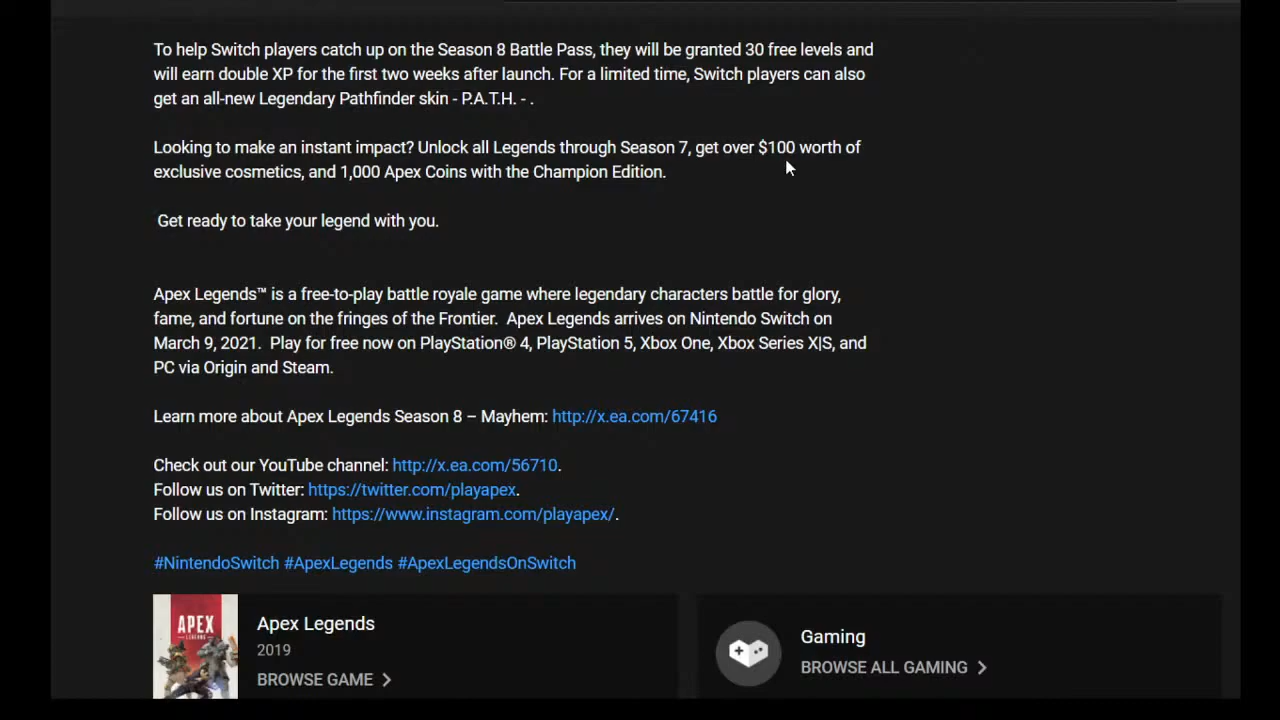 To help Switch players catch up on the Season 8 Battle Pass, they will be granted 30 free levels and
will earn double XP for the first two weeks after launch. For a limited time, Switch players can also
get an all-new Legendary Pathfinder skin - P.A.T.H. - .
Looking to make an instant impact? Unlock all Legends through Season 7, get over $100 worth of
exclusive cosmetics, and 1,000 Apex Coins with the Champion Edition.
Get ready to take your legend with you.
Apex Legends™ is a free-to-play battle royale game where legendary characters battle for glory,
fame, and fortune on the fringes of the Frontier.  Apex Legends arrives on Nintendo Switch on
March 9, 2021.  Play for free now on PlayStation® 4, PlayStation 5, Xbox One, Xbox Series X|S, and
PC via Origin and Steam.
Learn more about Apex Legends Season 8 – Mayhem: http://x.ea.com/67416
Check out our YouTube channel: http://x.ea.com/56710.
Follow us on Twitter: https://twitter.com/playapex.
Follow us on Instagram: https://www.instagram.com/playapex/.
#NintendoSwitch #ApexLegends #ApexLegendsOnSwitch
APEX
LEGENDS
Apex Legends
2019
BROWSE GAME
Gaming
BROWSE ALL GAMING